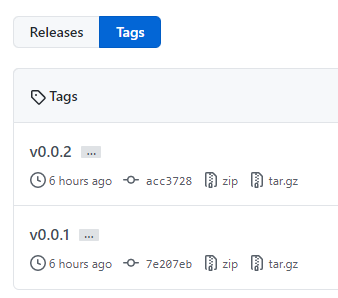 Releases Tags
Tags
v0.0.2 ...
6 hours ago acc3728 zip tar.gz
v0.0.1 ...
6 hours ago 7e207eb zip tar.gz